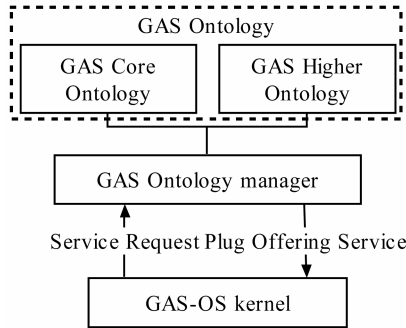 GAS Ontology
GAS Core
Ontology
GAS Higher
Ontology
GAS Ontology manager
Service Request Plug Offering Service
GAS-OS kernel